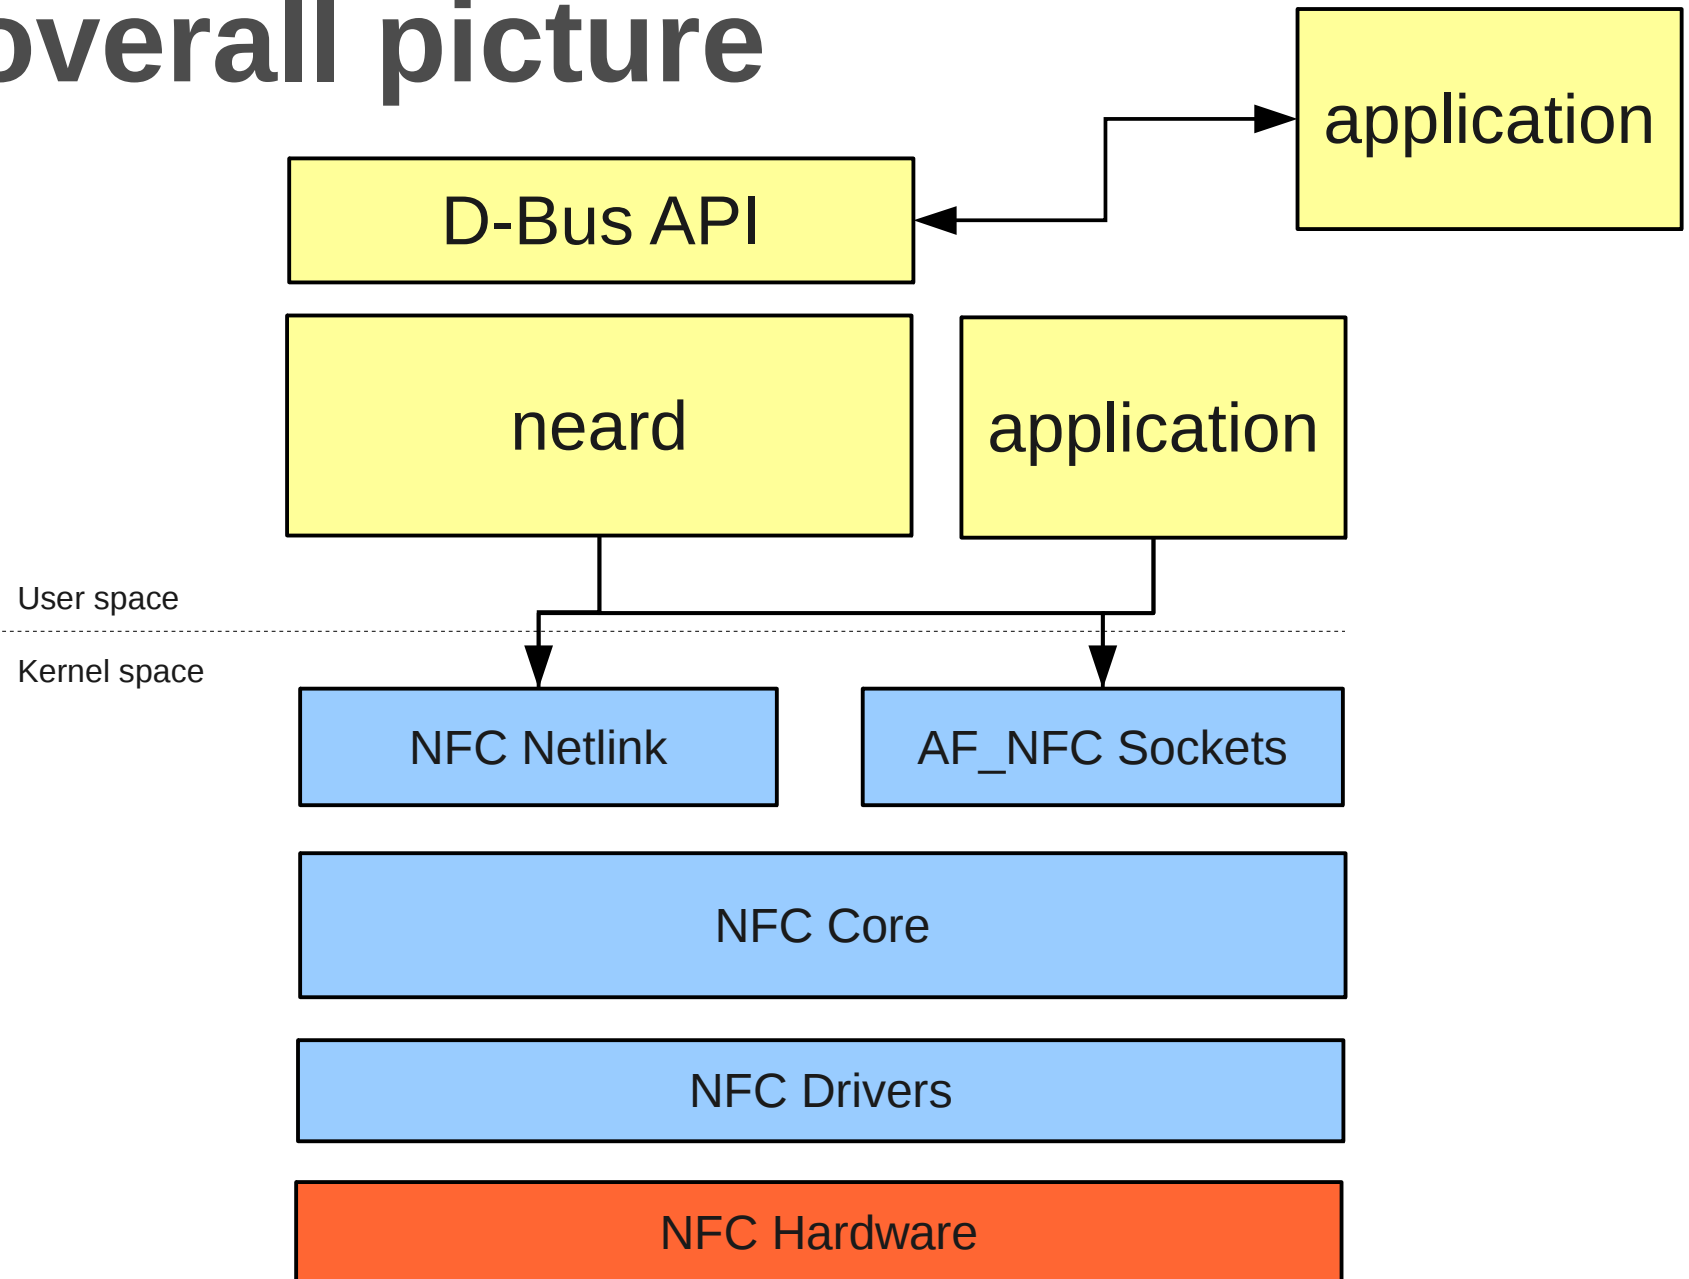 overall picture
application
D-Bus API
neard
application
User space
Kernel space
NFC Netlink
AF_NFC Sockets
NFC Core
NFC Drivers
NFC Hardware